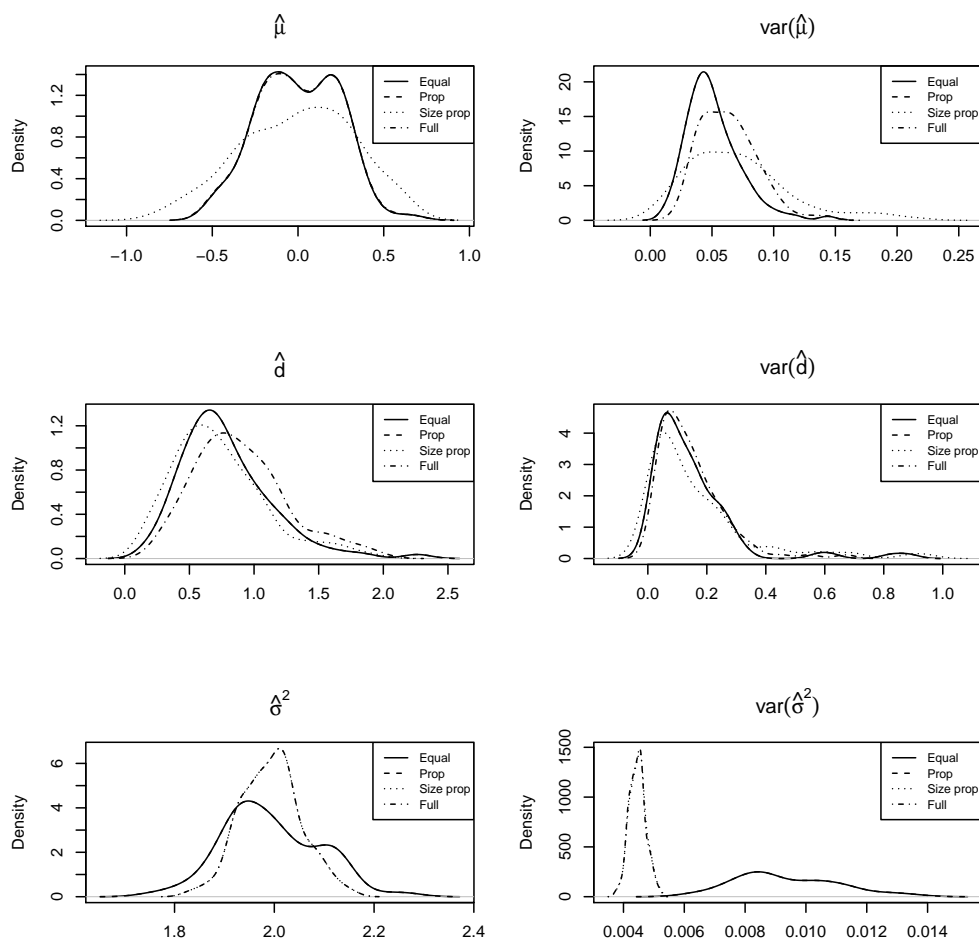 μ̂
Density
0.0 0.4 0.8 1.2
−1.0 −0.5 0.0 0.5 1.0
Equal
Prop
Size prop
Full
var(μ̂)
Density
0 5 10 15 20
0.00 0.05 0.10 0.15 0.20 0.25
Equal
Prop
Size prop
Full
d̂
Density
0.0 0.4 0.8 1.2
0.0 0.5 1.0 1.5 2.0 2.5
Equal
Prop
Size prop
Full
var(d̂)
Density
0 1 2 3 4
0.0 0.2 0.4 0.6 0.8 1.0
Equal
Prop
Size prop
Full
σ̂²
Density
0 2 4 6
1.8 2.0 2.2 2.4
Equal
Prop
Size prop
Full
var(σ̂²)
Density
0 500 1000 1500
0.004 0.006 0.008 0.010 0.012 0.014
Equal
Prop
Size prop
Full